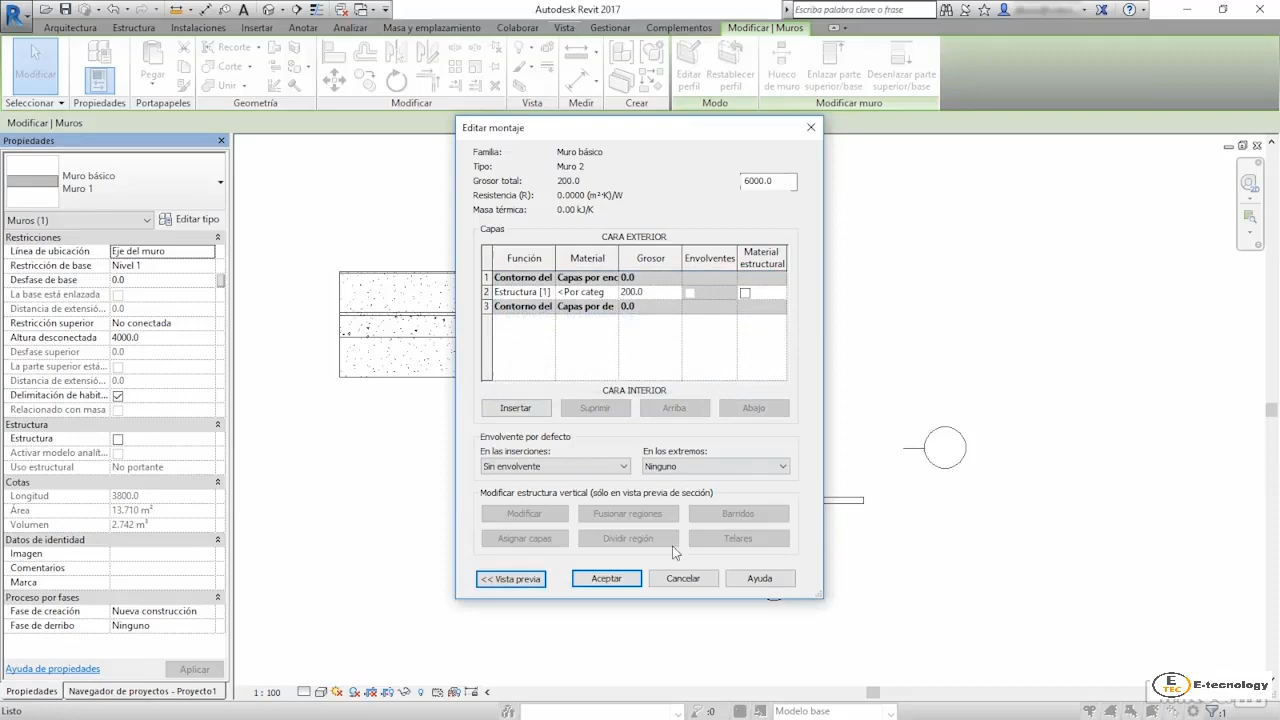 Autodesk Revit 2017
Escriba palabra clave o frase
Arquitectura Estructura Instalaciones Insertar Anotar Analizar Masa y emplazamiento Colaborar Vista Gestionar Complementos Modificar | Muros
Modificar
Pegar
Recorte
Corte
Unir
Editar perfil
Restablecer perfil
Hueco de muro
Enlazar parte superior/base
Desenlazar parte superior/base
Seleccionar Propiedades Portapapeles Geometría Modificar Vista Medir Crear Modo Modificar muro
Modificar | Muros
Propiedades
Muro básico
Muro 1
Muros (1) Editar tipo
Restricciones
Línea de ubicación Eje del muro
Restricción de base Nivel 1
Desfase de base 0.0
La base está enlazada
Distancia de extensió... 0.0
Restricción superior No conectada
Altura desconectada 4000.0
Desfase superior 0.0
La parte superior está...
Distancia de extensió... 0.0
Delimitación de habit...
Relacionado con masa
Estructura
Estructura
Activar modelo analít...
Uso estructural No portante
Cotas
Longitud 3800.0
Área 13.710 m²
Volumen 2.742 m³
Datos de identidad
Imagen
Comentarios
Marca
Proceso por fases
Fase de creación Nueva construcción
Fase de derribo Ninguno
Ayuda de propiedades Aplicar
Propiedades Navegador de proyectos - Proyecto1
Listo
Editar montaje
Familia: Muro básico
Tipo: Muro 2
Grosor total: 200.0 6000.0
Resistencia (R): 0.0000 (m²·K)/W
Masa térmica: 0.00 kJ/K
Capas
CARA EXTERIOR
Función Material Grosor Envolventes Material estructural
1 Contorno del Capas por enc 0.0
2 Estructura [1] <Por categ 200.0
3 Contorno del Capas por de 0.0
CARA INTERIOR
Insertar Suprimir Arriba Abajo
Envolvente por defecto
En las inserciones: En los extremos:
Sin envolvente Ninguno
Modificar estructura vertical (sólo en vista previa de sección)
Modificar Fusionar regiones Barridos
Asignar capas Dividir región Telares
<< Vista previa Aceptar Cancelar Ayuda
1 : 100
:0 Modelo base :1
E TEC E-tecnology